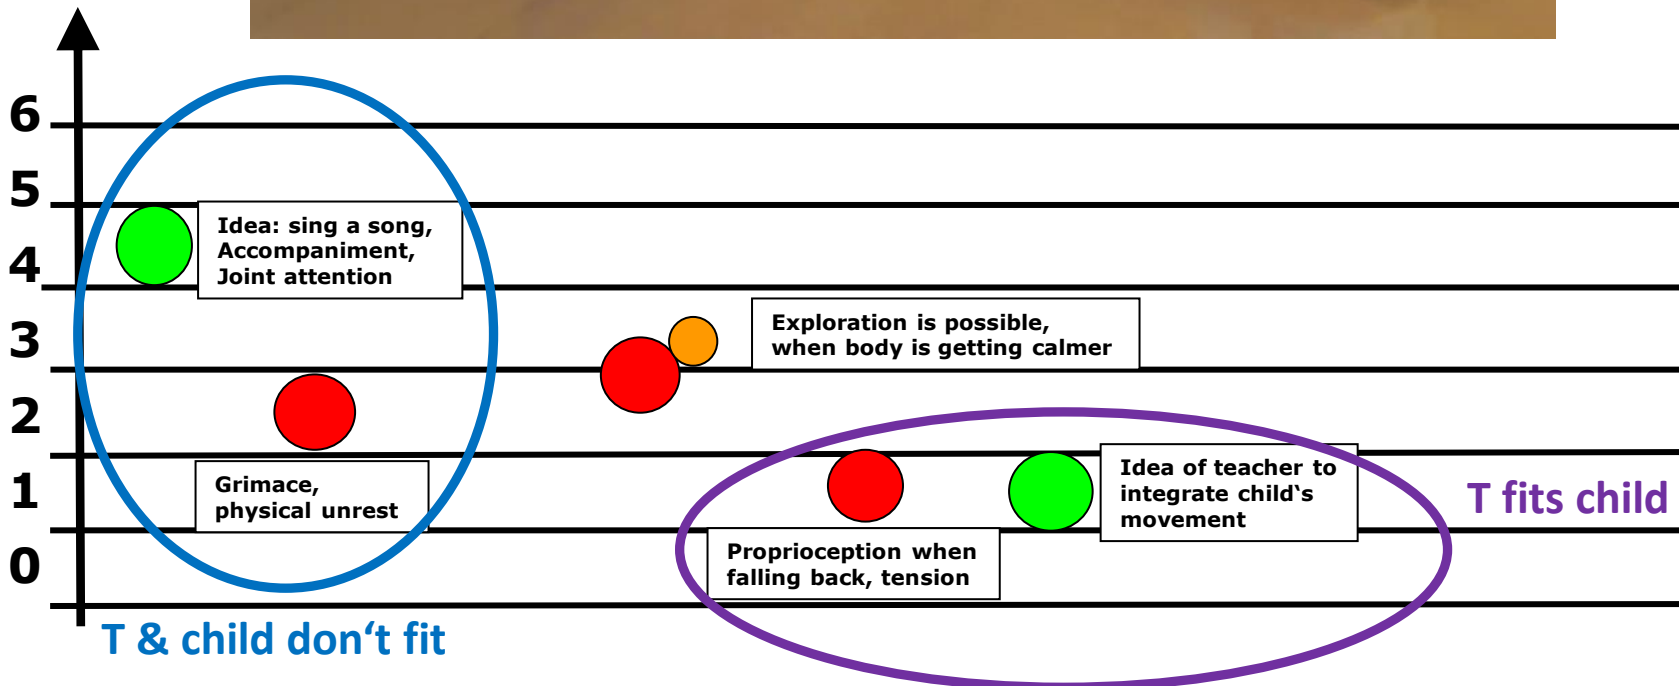 6
5
4
3
2
1
0
Idea: sing a song,
Accompaniment,
Joint attention
Grimace,
physical unrest
T & child don‘t fit
Exploration is possible,
when body is getting calmer
Proprioception when
falling back, tension
Idea of teacher to
integrate child‘s
movement
T fits child